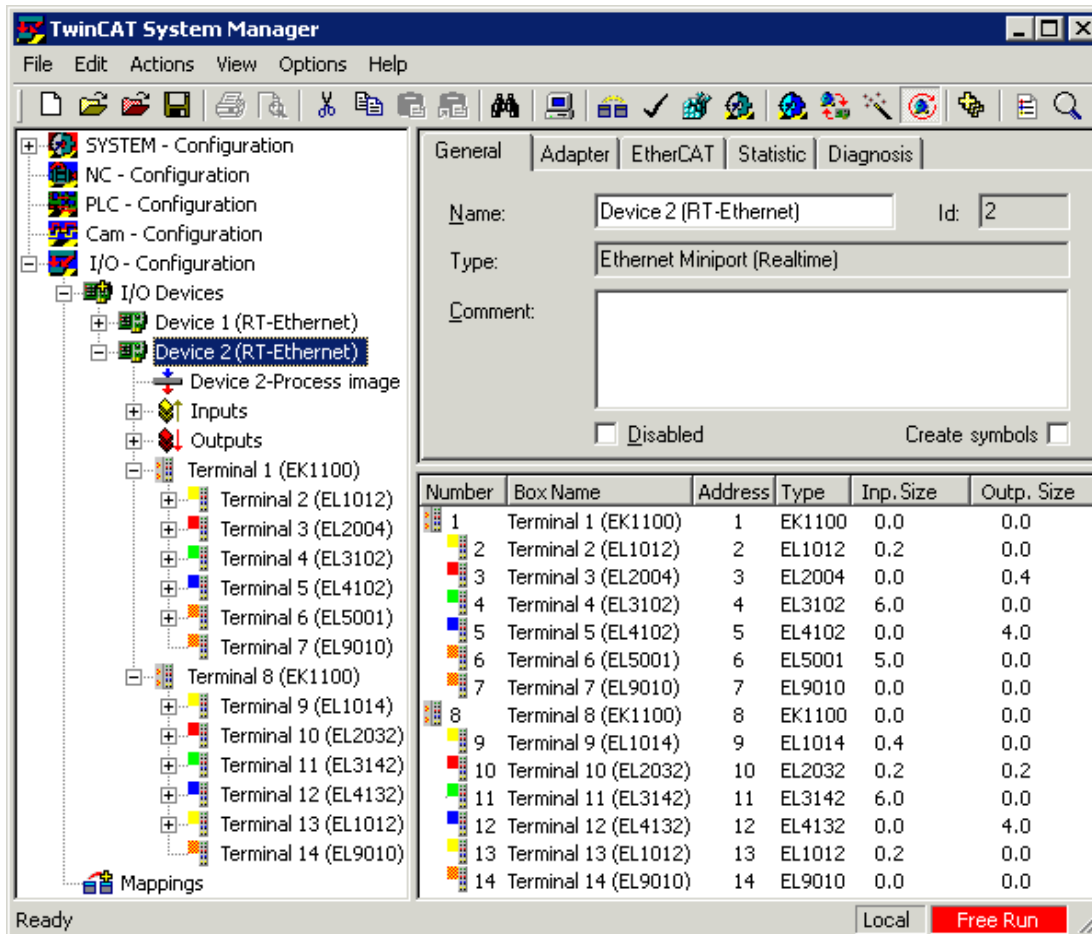 TwinCAT System Manager
File Edit Actions View Options Help
SYSTEM - Configuration
NC - Configuration
PLC - Configuration
Cam - Configuration
I/O - Configuration
I/O Devices
Device 1 (RT-Ethernet)
Device 2 (RT-Ethernet)
Device 2-Process image
Inputs
Outputs
Terminal 1 (EK1100)
Terminal 2 (EL1012)
Terminal 3 (EL2004)
Terminal 4 (EL3102)
Terminal 5 (EL4102)
Terminal 6 (EL5001)
Terminal 7 (EL9010)
Terminal 8 (EK1100)
Terminal 9 (EL1014)
Terminal 10 (EL2032)
Terminal 11 (EL3142)
Terminal 12 (EL4132)
Terminal 13 (EL1012)
Terminal 14 (EL9010)
Mappings
General Adapter EtherCAT Statistic Diagnosis
Name: Device 2 (RT-Ethernet) Id: 2
Type: Ethernet Miniport (Realtime)
Comment:
Disabled Create symbols
Number Box Name Address Type Inp. Size Outp. Size
1 Terminal 1 (EK1100) 1 EK1100 0.0 0.0
2 Terminal 2 (EL1012) 2 EL1012 0.2 0.0
3 Terminal 3 (EL2004) 3 EL2004 0.0 0.4
4 Terminal 4 (EL3102) 4 EL3102 6.0 0.0
5 Terminal 5 (EL4102) 5 EL4102 0.0 4.0
6 Terminal 6 (EL5001) 6 EL5001 5.0 0.0
7 Terminal 7 (EL9010) 7 EL9010 0.0 0.0
8 Terminal 8 (EK1100) 8 EK1100 0.0 0.0
9 Terminal 9 (EL1014) 9 EL1014 0.4 0.0
10 Terminal 10 (EL2032) 10 EL2032 0.2 0.2
11 Terminal 11 (EL3142) 11 EL3142 6.0 0.0
12 Terminal 12 (EL4132) 12 EL4132 0.0 4.0
13 Terminal 13 (EL1012) 13 EL1012 0.2 0.0
14 Terminal 14 (EL9010) 14 EL9010 0.0 0.0
Ready Local Free Run